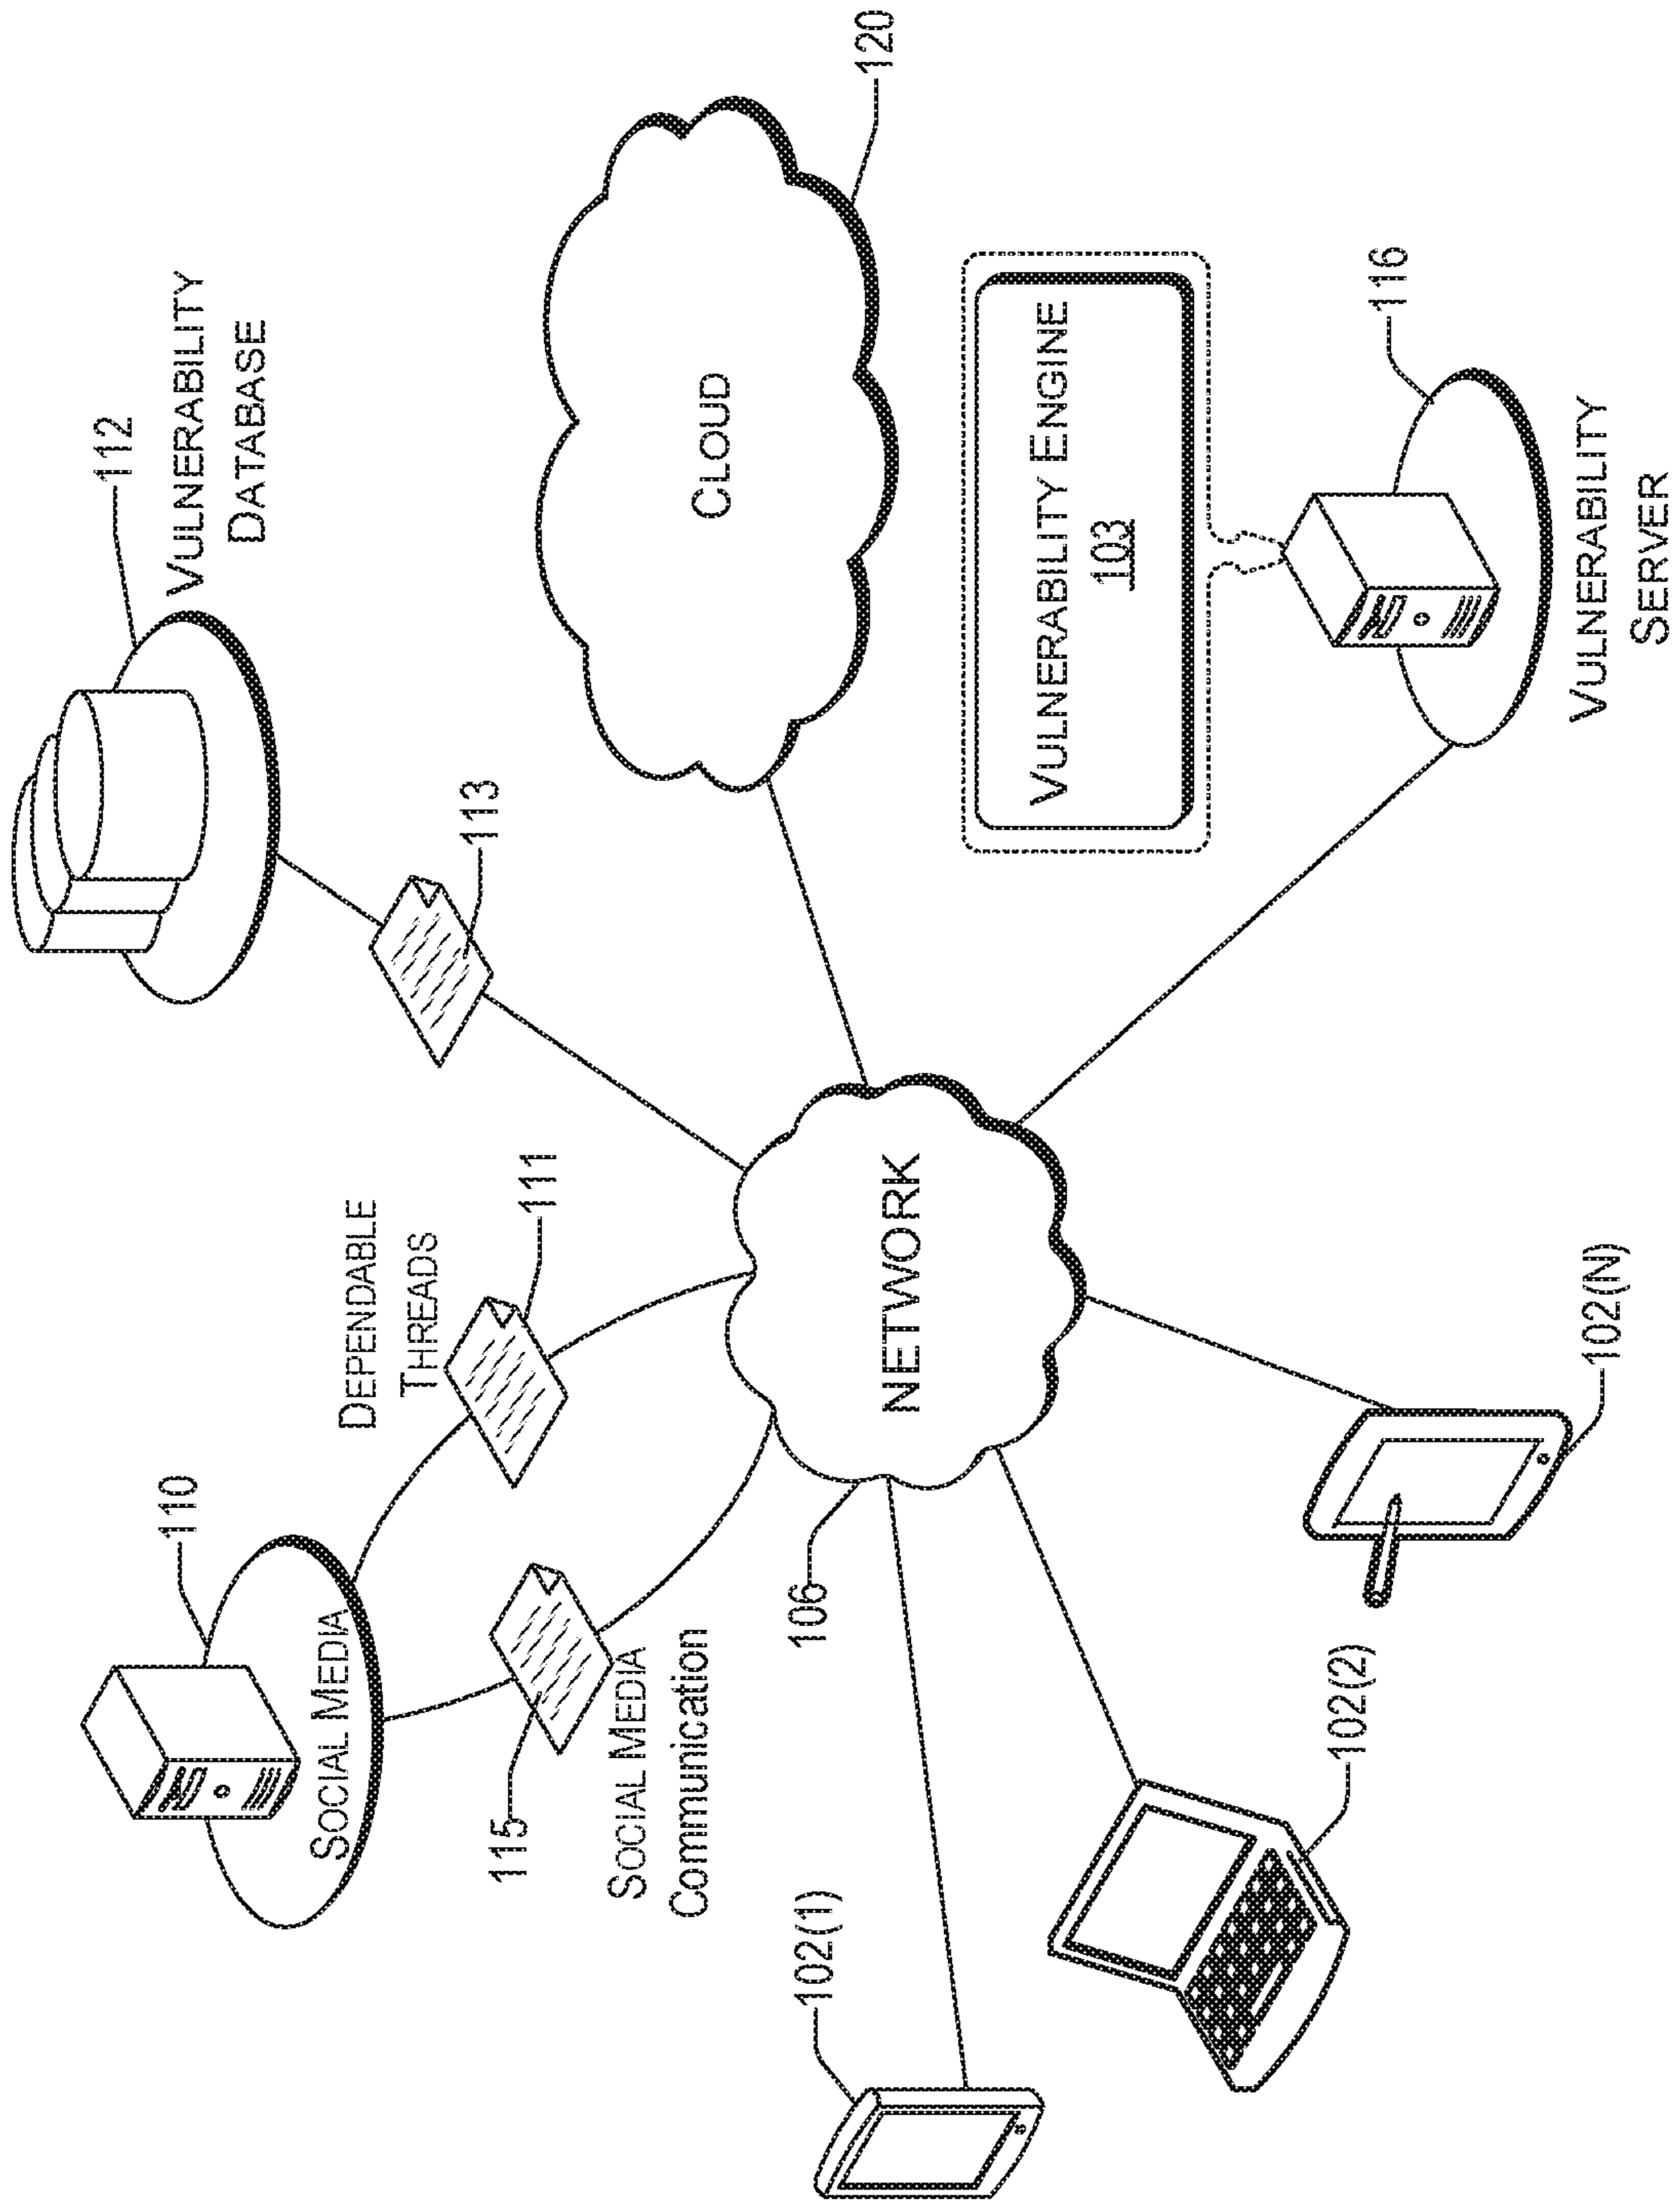 110
SOCIAL MEDIA
DEPENDABLE
THREADS
111
112
VULNERABILITY
DATABASE
113
115
SOCIAL MEDIA
Communication
106
NETWORK
CLOUD
120
102(1)
102(2)
102(N)
VULNERABILITY ENGINE
103
116
VULNERABILITY
SERVER